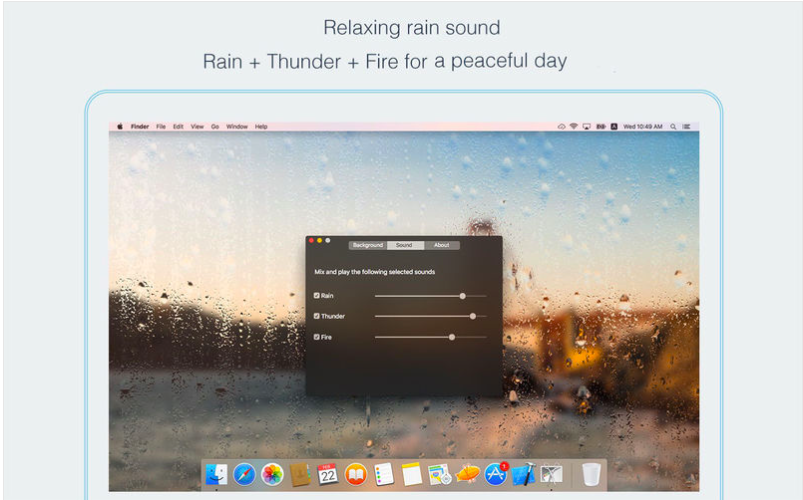 Relaxing rain sound
Rain + Thunder + Fire for a peaceful day
Finder File Edit View Go Window Help
Wed 10:49 AM
Background Sound About
Mix and play the following selected sounds
Rain
Thunder
Fire
22